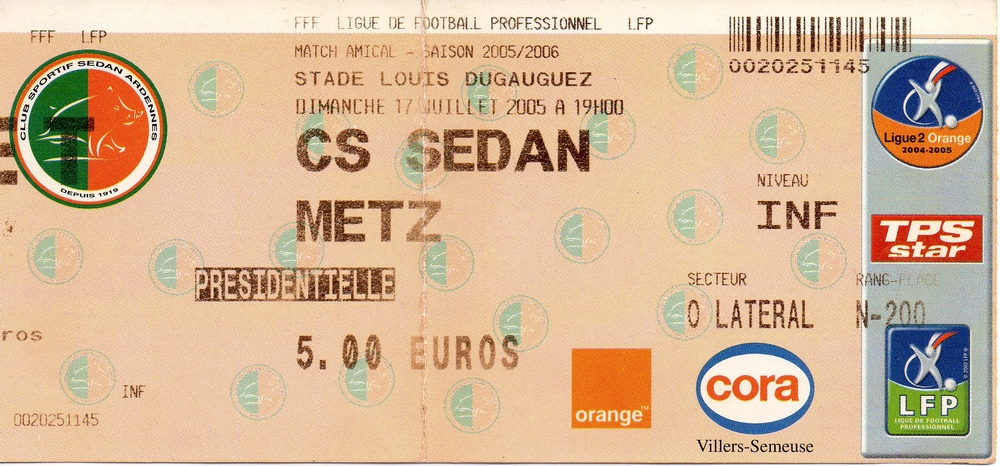 FFF LIGUE DE FOOTBALL PROFESSIONNEL LFP
FFF LFP
MATCH AMICAL - SAISON 2005/2006
STADE LOUIS DUGAUGUEZ
DIMANCHE 17 JUILLET 2005 A 19H00
CS SEDAN
METZ
PRESIDENTIELLE
5.00 EUROS
0020251145
NIVEAU
INF
SECTEUR RANG-PLACE
O LATERAL N-200
CLUB SPORTIF SEDAN ARDENNES
DEPUIS 1919
ET
ros
INF
0020251145
orange™
cora
Villers-Semeuse
Ligue 2 Orange
2004-2005
TPS
star
LFP
LIGUE DE FOOTBALL
PROFESSIONNEL